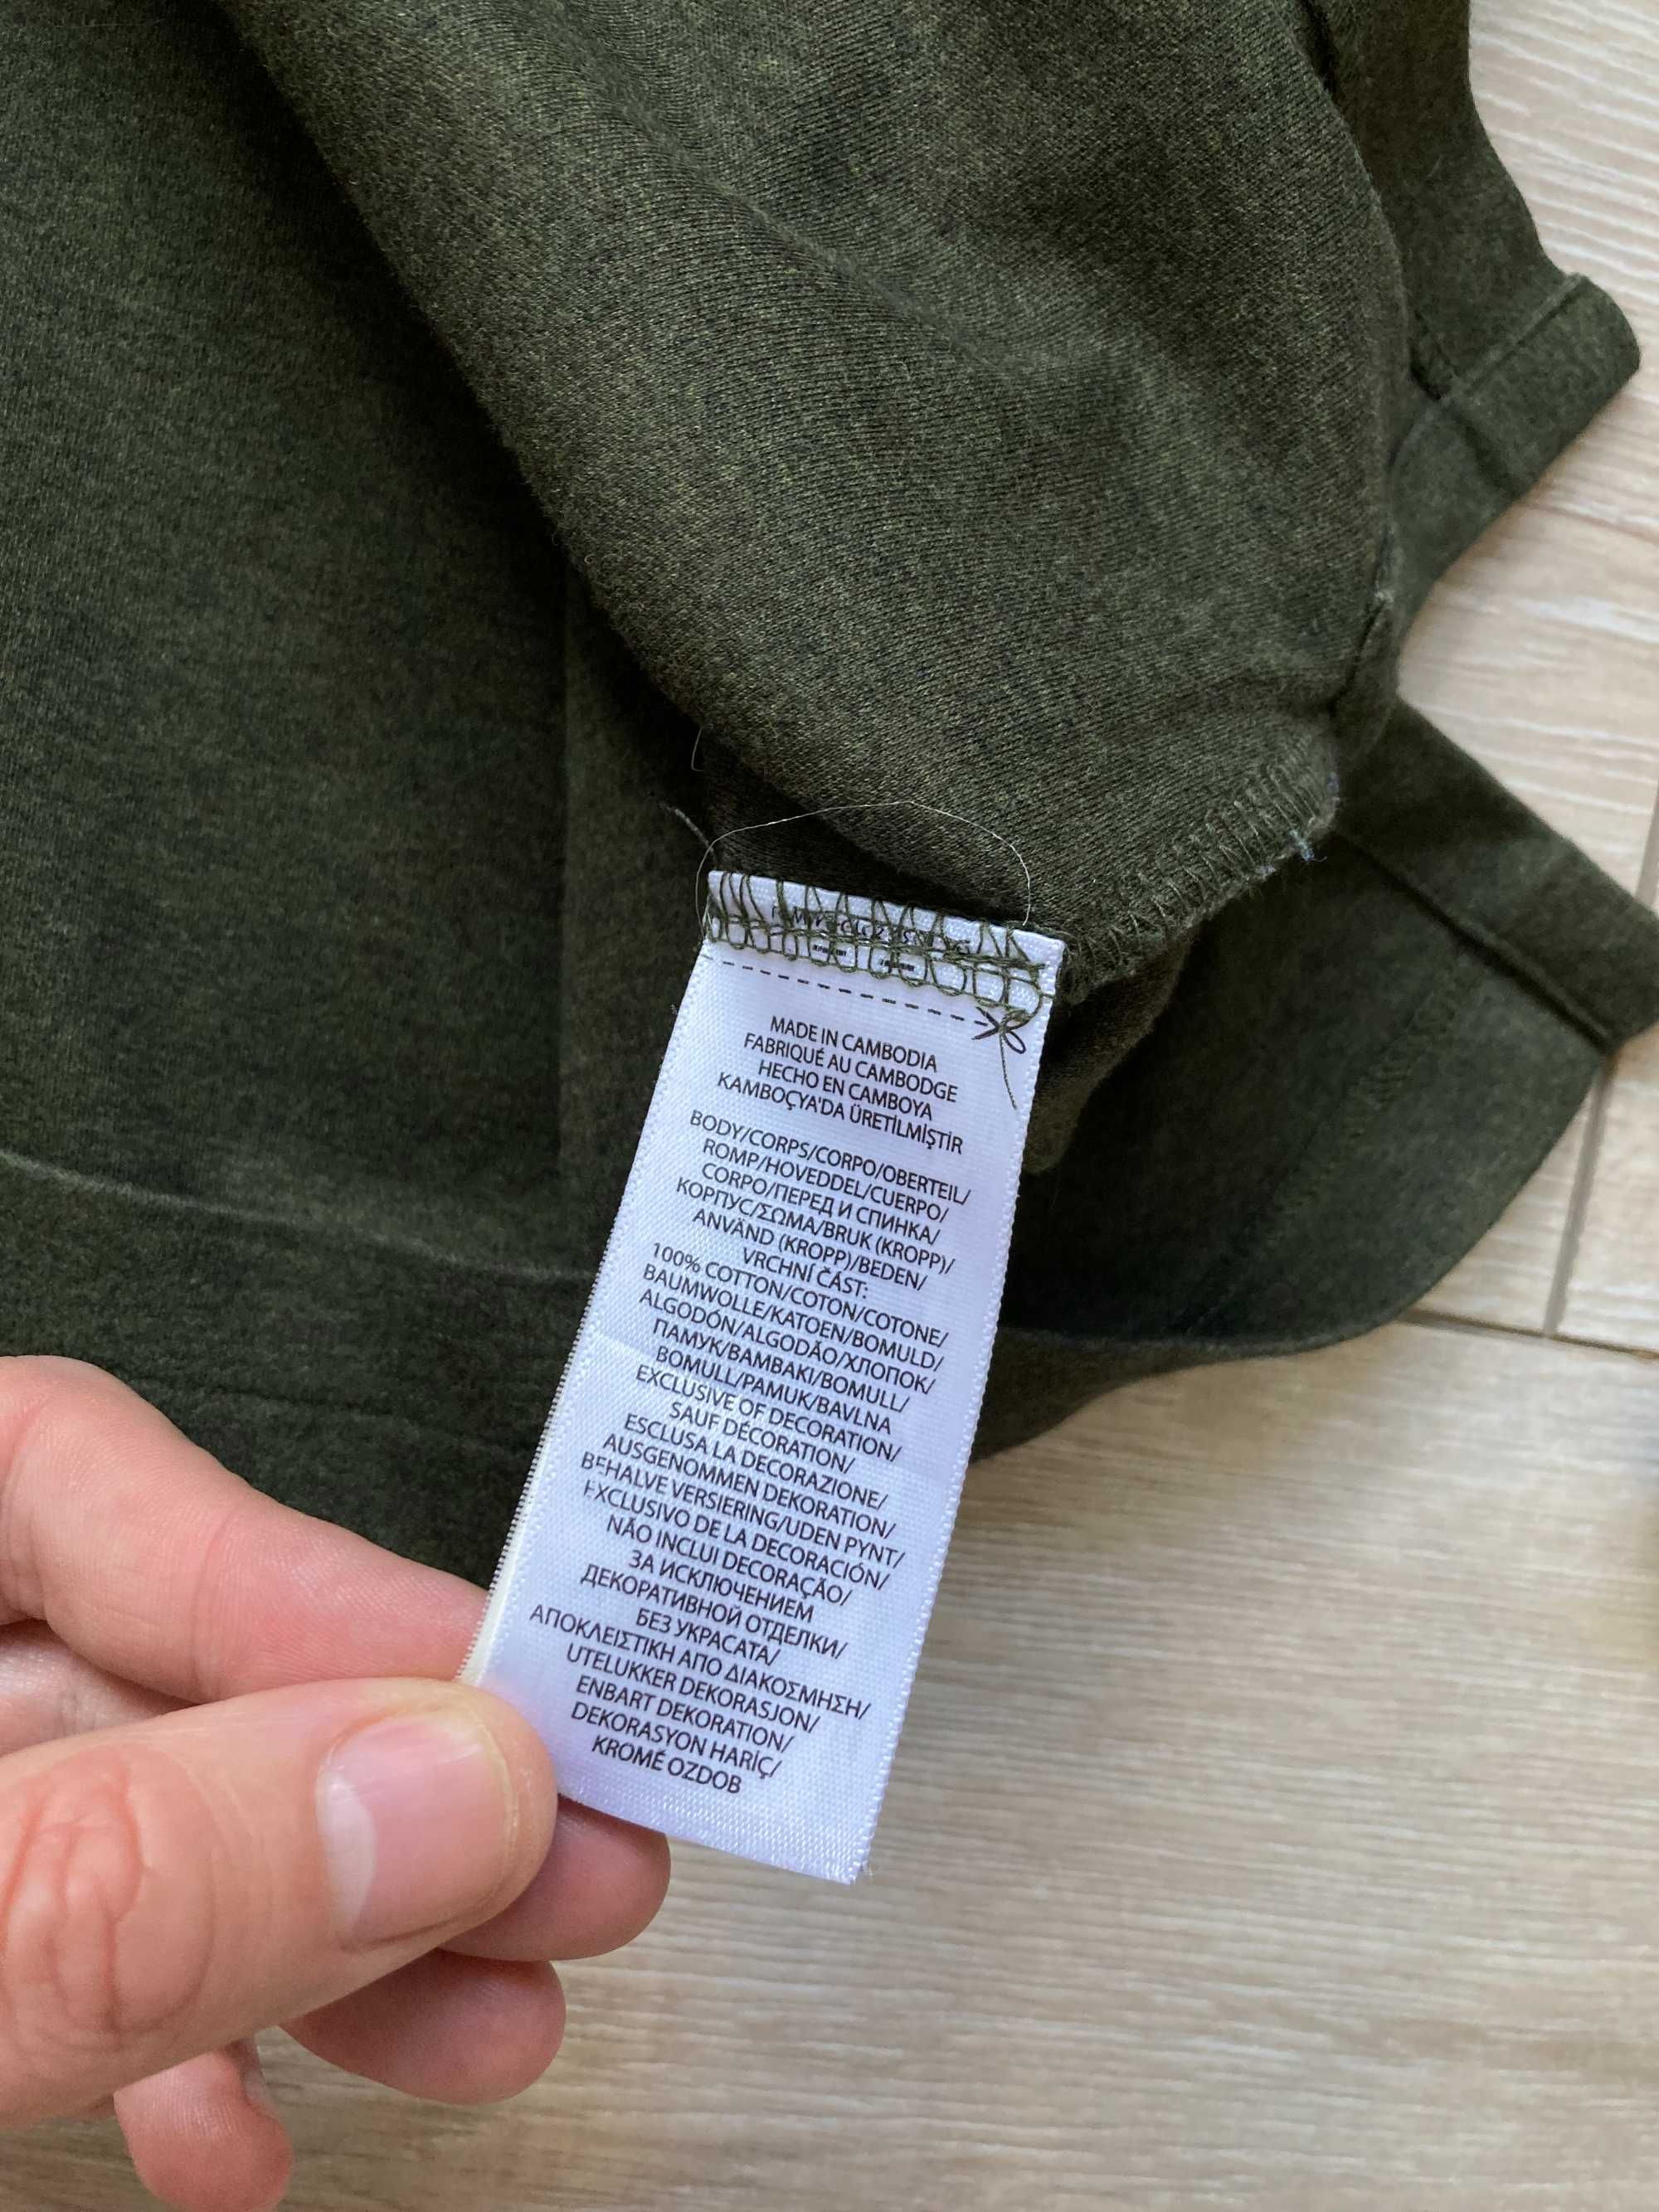 MADE IN CAMBODIA
FABRIQUÉ AU CAMBODGE
HECHO EN CAMBOYA
KAMBOÇYA'DA ÜRETİLMİŞTİR
BODY/CORPS/CORPO/OBERTEIL/
ROMP/HOVEDDEL/CUERPO/
CORPO/ПЕРЕД И СПИНКА/
КОРПУС/ΣΩΜΑ/BRUK (KROPP)/
ANVÄND (KROPP)/BEDEN/
VRCHNÍ ČÁST:
100% COTTON/COTON/COTONE/
BAUMWOLLE/KATOEN/BOMULD/
ALGODÓN/ALGODÃO/ХЛОПОК/
ПАМУК/BAMBAKI/BOMULL/
BOMULL/PAMUK/BAVLNA
EXCLUSIVE OF DECORATION/
SAUF DÉCORATION/
ESCLUSA LA DECORAZIONE/
AUSGENOMMEN DEKORATION/
BEHALVE VERSIERING/UDEN PYNT/
EXCLUSIVO DE LA DECORACIÓN/
NÃO INCLUI DECORAÇÃO/
ЗА ИСКЛЮЧЕНИЕМ
ДЕКОРАТИВНОЙ ОТДЕЛКИ/
БЕЗ УКРАСАТА/
ΑΠΟΚΛΕΙΣΤΙΚΗ ΑΠΟ ΔΙΑΚΟΣΜΗΣΗ/
UTELUKKER DEKORASJON/
ENBART DEKORATION/
DEKORASYON HARİÇ/
KROMĚ OZDOB